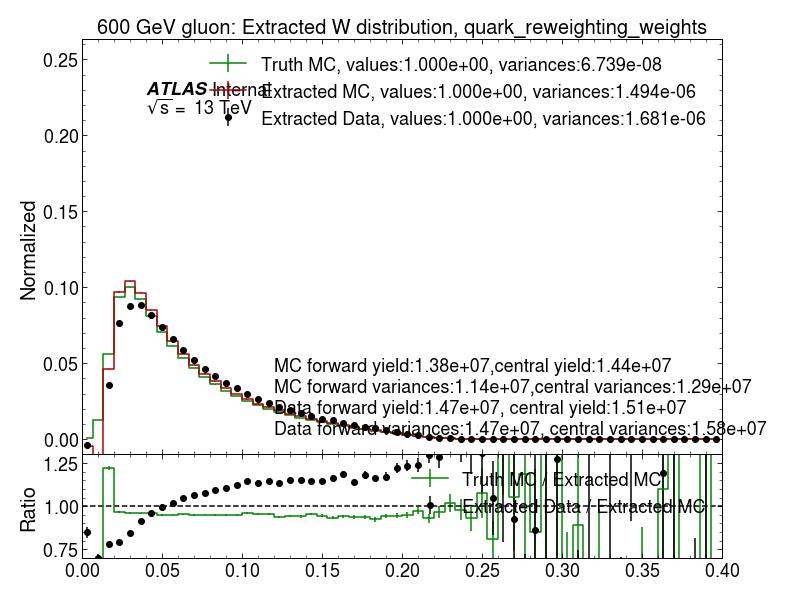 600 GeV gluon: Extracted W distribution, quark_reweighting_weights
Truth MC, values:1.000e+00, variances:6.739e-08
ATLAS Internal
Extracted MC, values:1.000e+00, variances:1.494e-06
√s = 13 TeV
Extracted Data, values:1.000e+00, variances:1.681e-06
Normalized
0.25
0.20
0.15
0.10
0.05
0.00
MC forward yield:1.38e+07,central yield:1.44e+07
MC forward variances:1.14e+07,central variances:1.29e+07
Data forward yield:1.47e+07, central yield:1.51e+07
Data forward variances:1.47e+07, central variances:1.58e+07
Ratio
1.25
1.00
0.75
Truth MC / Extracted MC
Extracted Data / Extracted MC
0.00 0.05 0.10 0.15 0.20 0.25 0.30 0.35 0.40